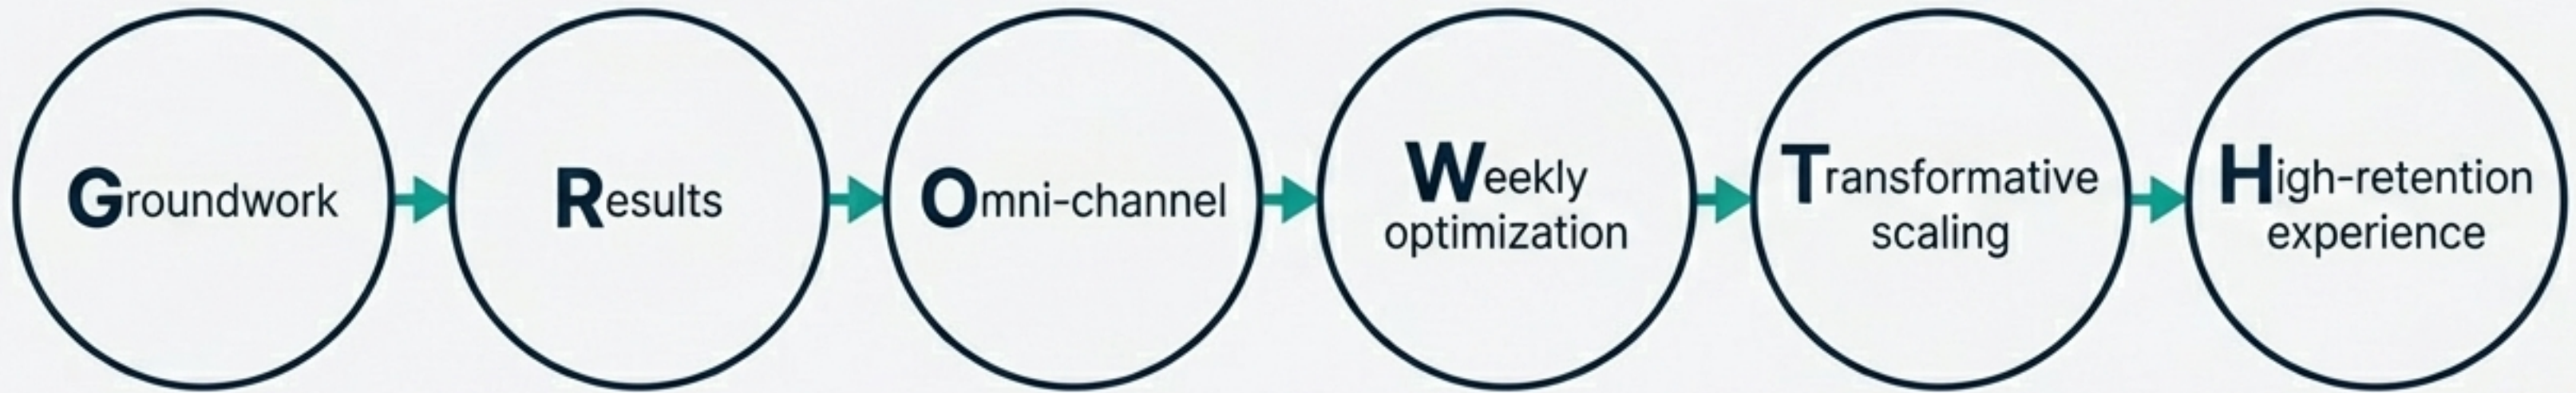 Groundwork
Results
Omni-channel
Weekly
optimization
Transformative
scaling
High-retention
experience